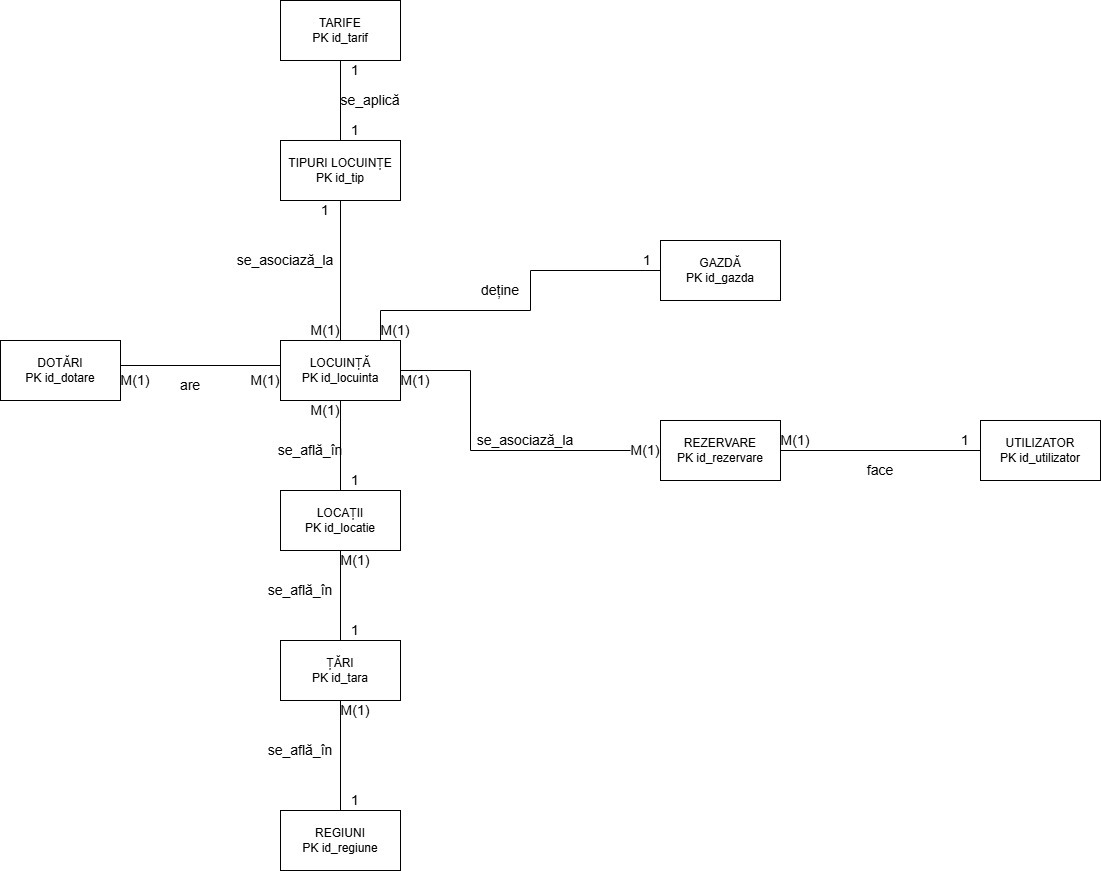 TARIFE
PK id_tarif
1
se_aplică
1
TIPURI LOCUINȚE
PK id_tip
1
se_asociază_la
GAZDĂ
PK id_gazda
1
deține
M(1)
M(1)
DOTĂRI
PK id_dotare
M(1)
are
M(1)
LOCUINȚĂ
PK id_locuinta
M(1)
M(1)
se_află_în
1
se_asociază_la
M(1)
REZERVARE
PK id_rezervare
M(1)
face
1
UTILIZATOR
PK id_utilizator
LOCAȚII
PK id_locatie
M(1)
se_află_în
1
ȚĂRI
PK id_tara
M(1)
se_află_în
1
REGIUNI
PK id_regiune